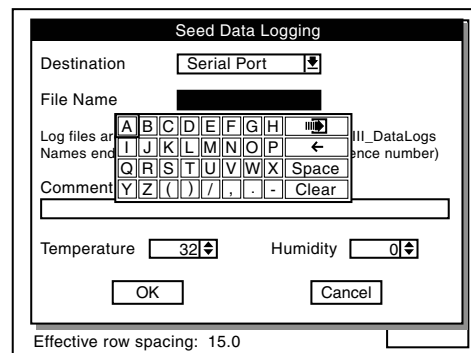 Seed Data Logging
Destination Serial Port
File Name
A B C D E F G H
Log files ar III_DataLogs
I J K L M N O P ←
Names end ence number)
Q R S T U V W X Space
Comment Y Z ( ) / , . - Clear
Temperature 32 Humidity 0
OK Cancel
Effective row spacing: 15.0